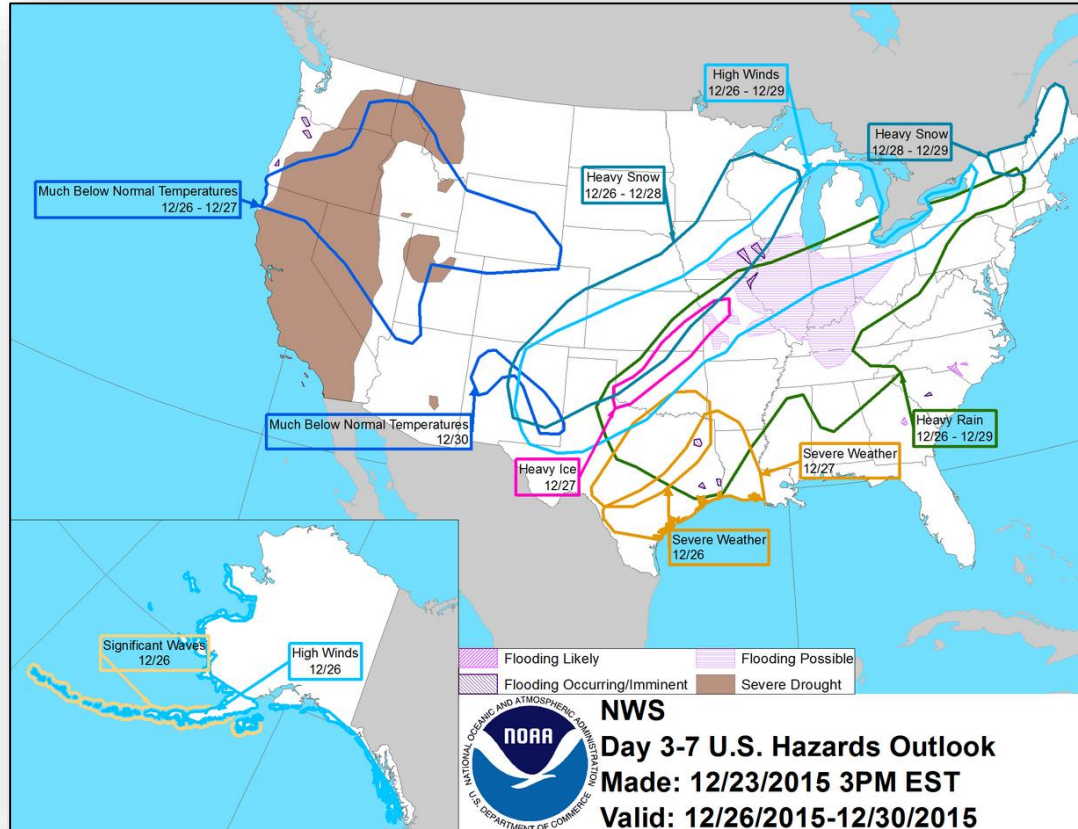 High Winds
12/26 - 12/29
Heavy Snow
12/28 - 12/29
Heavy Snow
12/26 - 12/28
Much Below Normal Temperatures
12/26 - 12/27
Much Below Normal Temperatures
12/30
Heavy Rain
12/26 - 12/29
Heavy Ice
12/27
Severe Weather
12/27
Severe Weather
12/26
Significant Waves
12/26
High Winds
12/26
Flooding Likely
Flooding Possible
Flooding Occurring/Imminent
Severe Drought
NATIONAL OCEANIC AND ATMOSPHERIC ADMINISTRATION
NOAA
U.S. DEPARTMENT OF COMMERCE
NWS
Day 3-7 U.S. Hazards Outlook
Made: 12/23/2015 3PM EST
Valid: 12/26/2015-12/30/2015